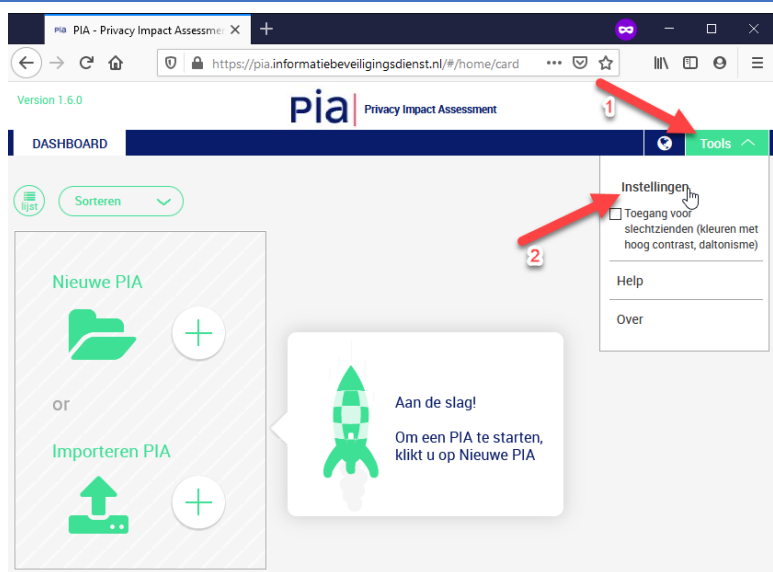 Pia PIA - Privacy Impact Assessmen
https://pia.informatiebeveiligingsdienst.nl/#/home/card
Version 1.6.0
pia Privacy Impact Assessment
1
DASHBOARD
Tools
lijst
Sorteren
Instellingen
Toegang voor
slechtzienden (kleuren met
hoog contrast, daltonisme)
2
Help
Over
Nieuwe PIA
or
Importeren PIA
Aan de slag!
Om een PIA te starten,
klikt u op Nieuwe PIA